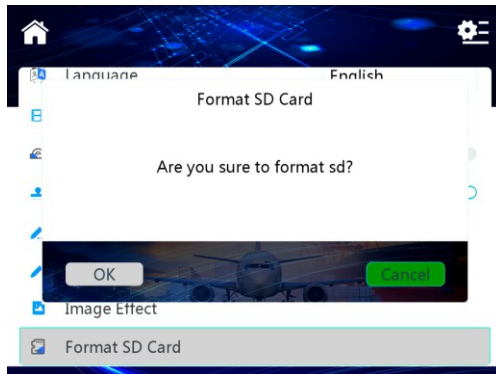 Language English
Format SD Card
Are you sure to format sd?
OK Cancel
Image Effect
Format SD Card